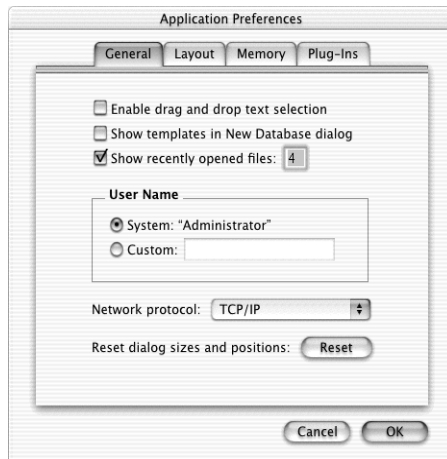 Application Preferences
General Layout Memory Plug-Ins
Enable drag and drop text selection
Show templates in New Database dialog
Show recently opened files: 4
User Name
System: “Administrator”
Custom:
Network protocol: TCP/IP
Reset dialog sizes and positions: Reset
Cancel OK